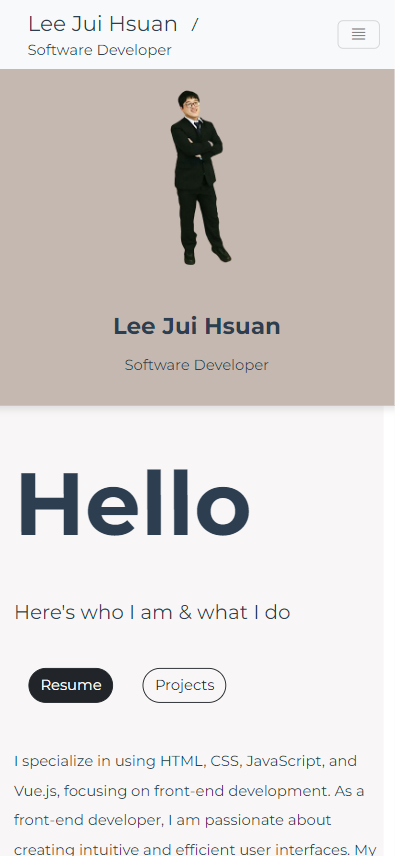 Lee Jui Hsuan /
Software Developer
Lee Jui Hsuan
Software Developer
Hello
Here's who I am & what I do
Resume
Projects
I specialize in using HTML, CSS, JavaScript, and
Vue.js, focusing on front-end development. As a
front-end developer, I am passionate about
creating intuitive and efficient user interfaces. My